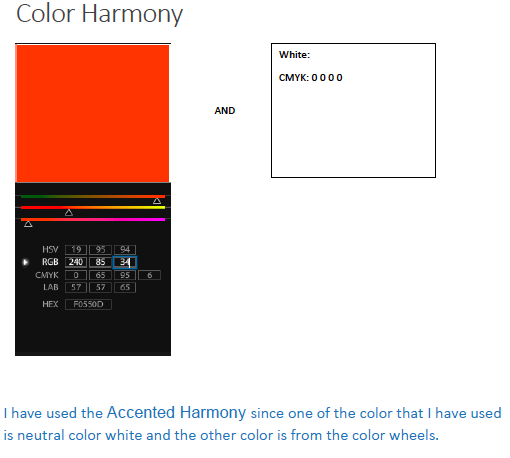 Color Harmony
White:
CMYK: 0 0 0 0
AND
HSV 19 95 94
RGB 240 85 34
CMYK 0 65 95 6
LAB 57 57 65
HEX F0550D
I have used the Accented Harmony since one of the color that I have used
is neutral color white and the other color is from the color wheels.